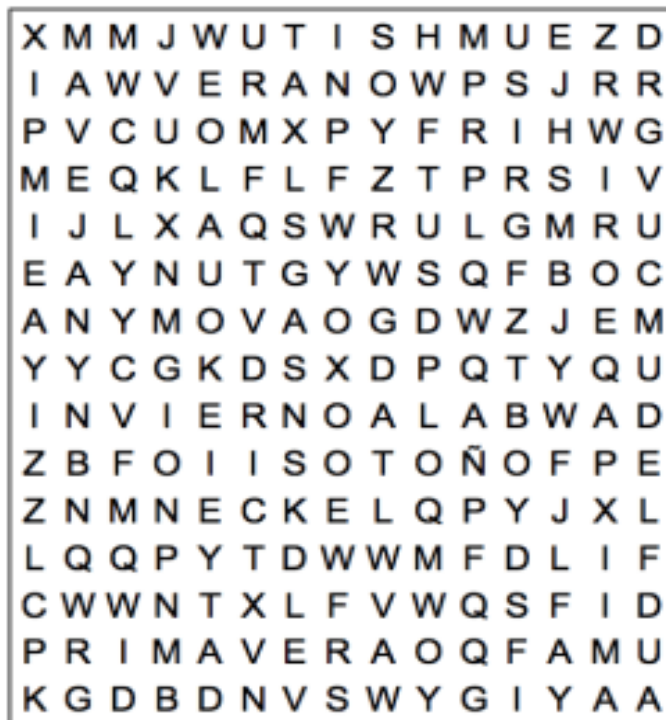 X M M J W U T I S H M U E Z D
I A W V E R A N O W P S J R R
P V C U O M X P Y F R I H W G
M E Q K L F L F Z T P R S I V
I J L X A Q S W R U L G M R U
E A Y N U T G Y W S Q F B O C
A N Y M O V A O G D W Z J E M
Y Y C G K D S X D P Q T Y Q U
I N V I E R N O A L A B W A D
Z B F O I I S O T O Ñ O F P E
Z N M N E C K E L Q P Y J X L
L Q Q P Y T D W W M F D L I F
C W W N T X L F V W Q S F I D
P R I M A V E R A O Q F A M U
K G D B D N V S W Y G I Y A A